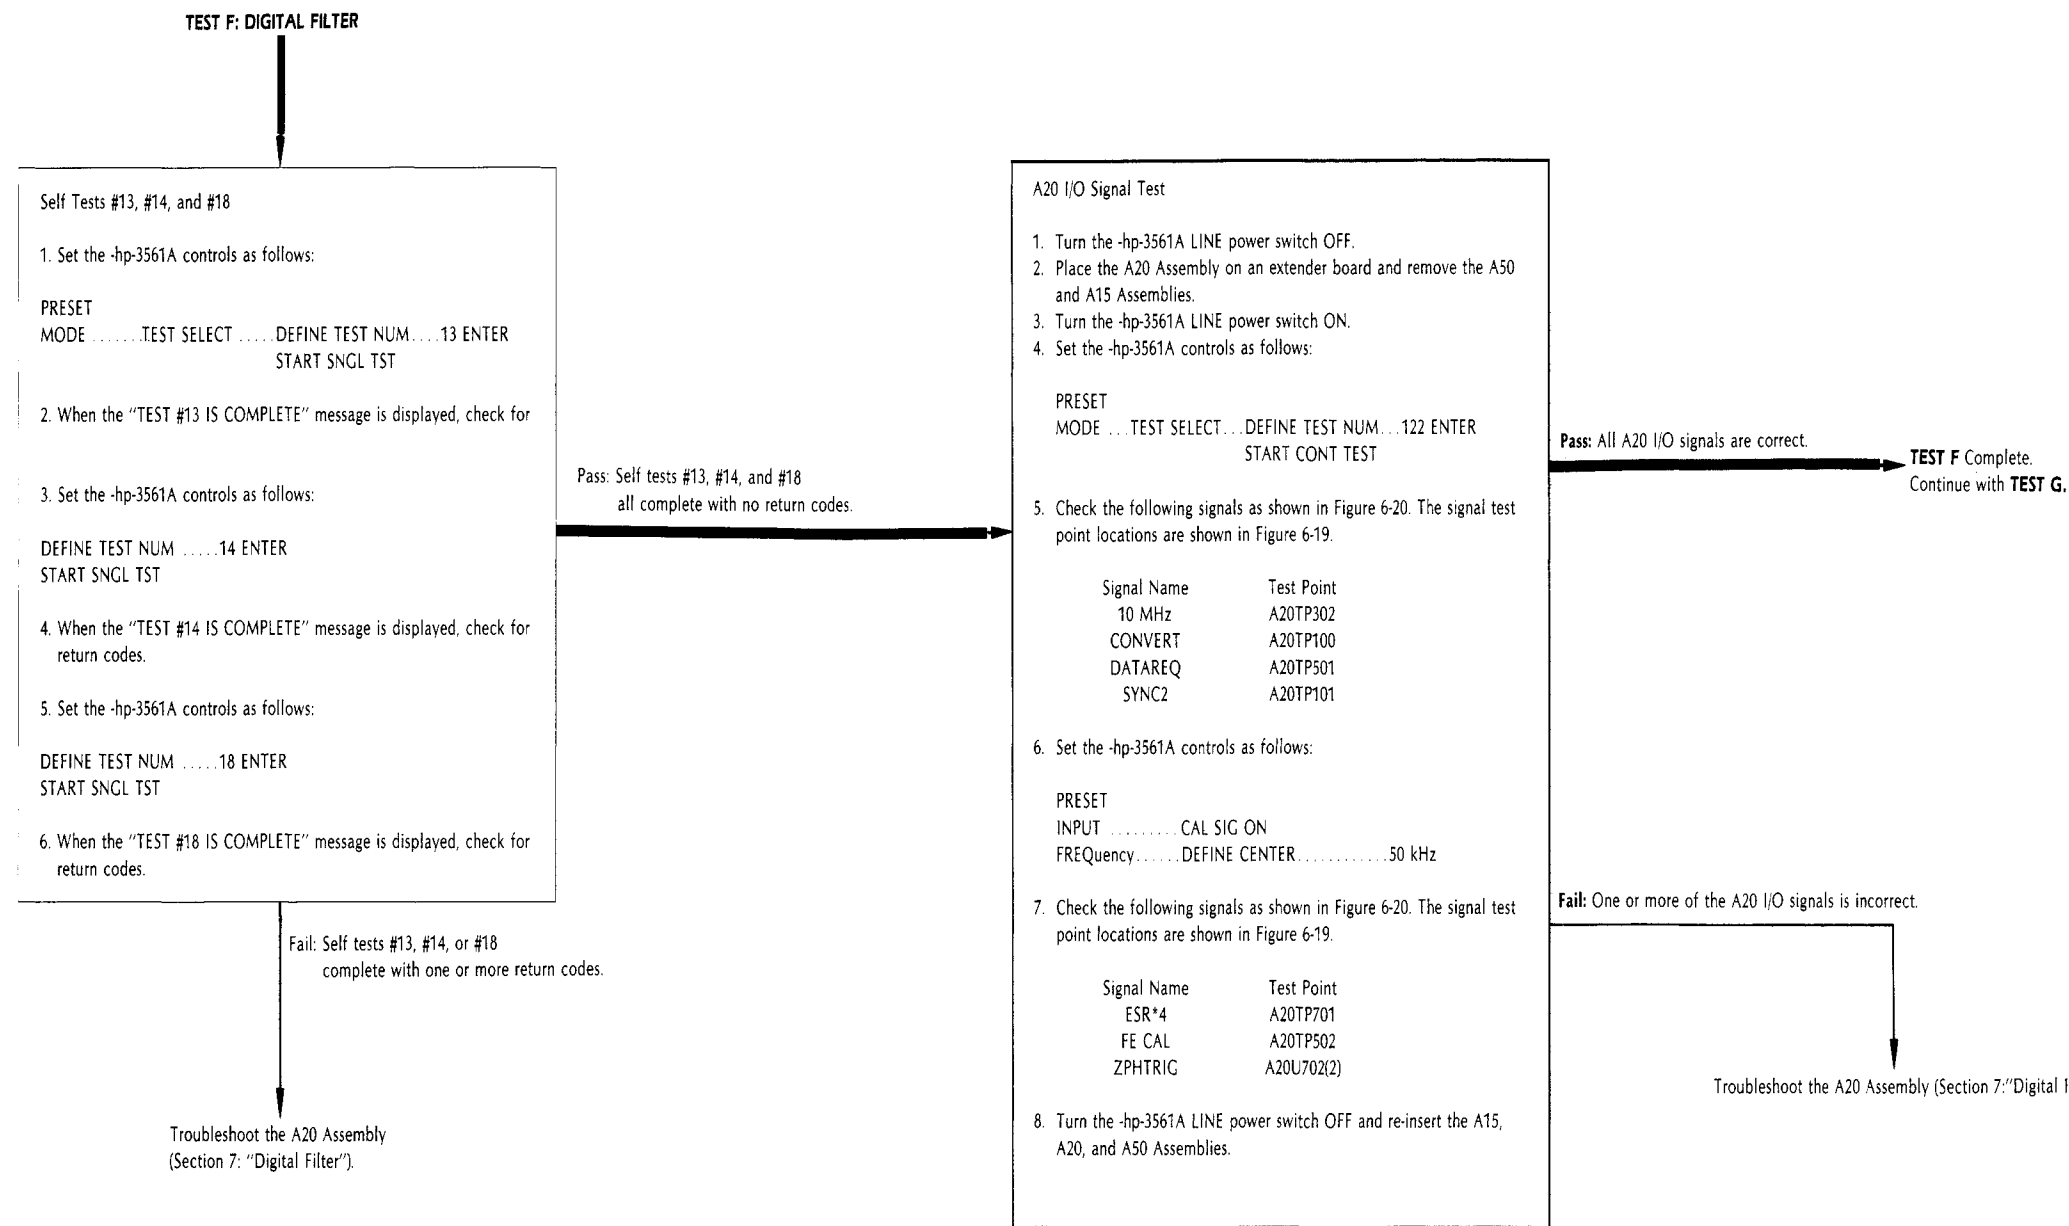 TEST F: DIGITAL FILTER
Self Tests #13, #14, and #18
1. Set the -hp-3561A controls as follows:
PRESET
MODE .......TEST SELECT .....DEFINE TEST NUM....13 ENTER
START SNGL TST
2. When the "TEST #13 IS COMPLETE" message is displayed, check for
3. Set the -hp-3561A controls as follows:
DEFINE TEST NUM .....14 ENTER
START SNGL TST
4. When the "TEST #14 IS COMPLETE" message is displayed, check for
return codes.
5. Set the -hp-3561A controls as follows:
DEFINE TEST NUM .....18 ENTER
START SNGL TST
6. When the "TEST #18 IS COMPLETE" message is displayed, check for
return codes.
Fail: Self tests #13, #14, or #18
complete with one or more return codes.
Troubleshoot the A20 Assembly
(Section 7: "Digital Filter").
Pass: Self tests #13, #14, and #18
all complete with no return codes.
A20 I/O Signal Test
1. Turn the -hp-3561A LINE power switch OFF.
2. Place the A20 Assembly on an extender board and remove the A50
and A15 Assemblies.
3. Turn the -hp-3561A LINE power switch ON.
4. Set the -hp-3561A controls as follows:
PRESET
MODE ...TEST SELECT...DEFINE TEST NUM...122 ENTER
START CONT TEST
5. Check the following signals as shown in Figure 6-20. The signal test
point locations are shown in Figure 6-19.
Signal Name Test Point
10 MHz A20TP302
CONVERT A20TP100
DATAREQ A20TP501
SYNC2 A20TP101
6. Set the -hp-3561A controls as follows:
PRESET
INPUT .........CAL SIG ON
FREQuency......DEFINE CENTER............50 kHz
7. Check the following signals as shown in Figure 6-20. The signal test
point locations are shown in Figure 6-19.
Signal Name Test Point
ESR*4 A20TP701
FE CAL A20TP502
ZPHTRIG A20U702(2)
8. Turn the -hp-3561A LINE power switch OFF and re-insert the A15,
A20, and A50 Assemblies.
Pass: All A20 I/O signals are correct.
TEST F Complete.
Continue with TEST G.
Fail: One or more of the A20 I/O signals is incorrect.
Troubleshoot the A20 Assembly (Section 7:"Digital